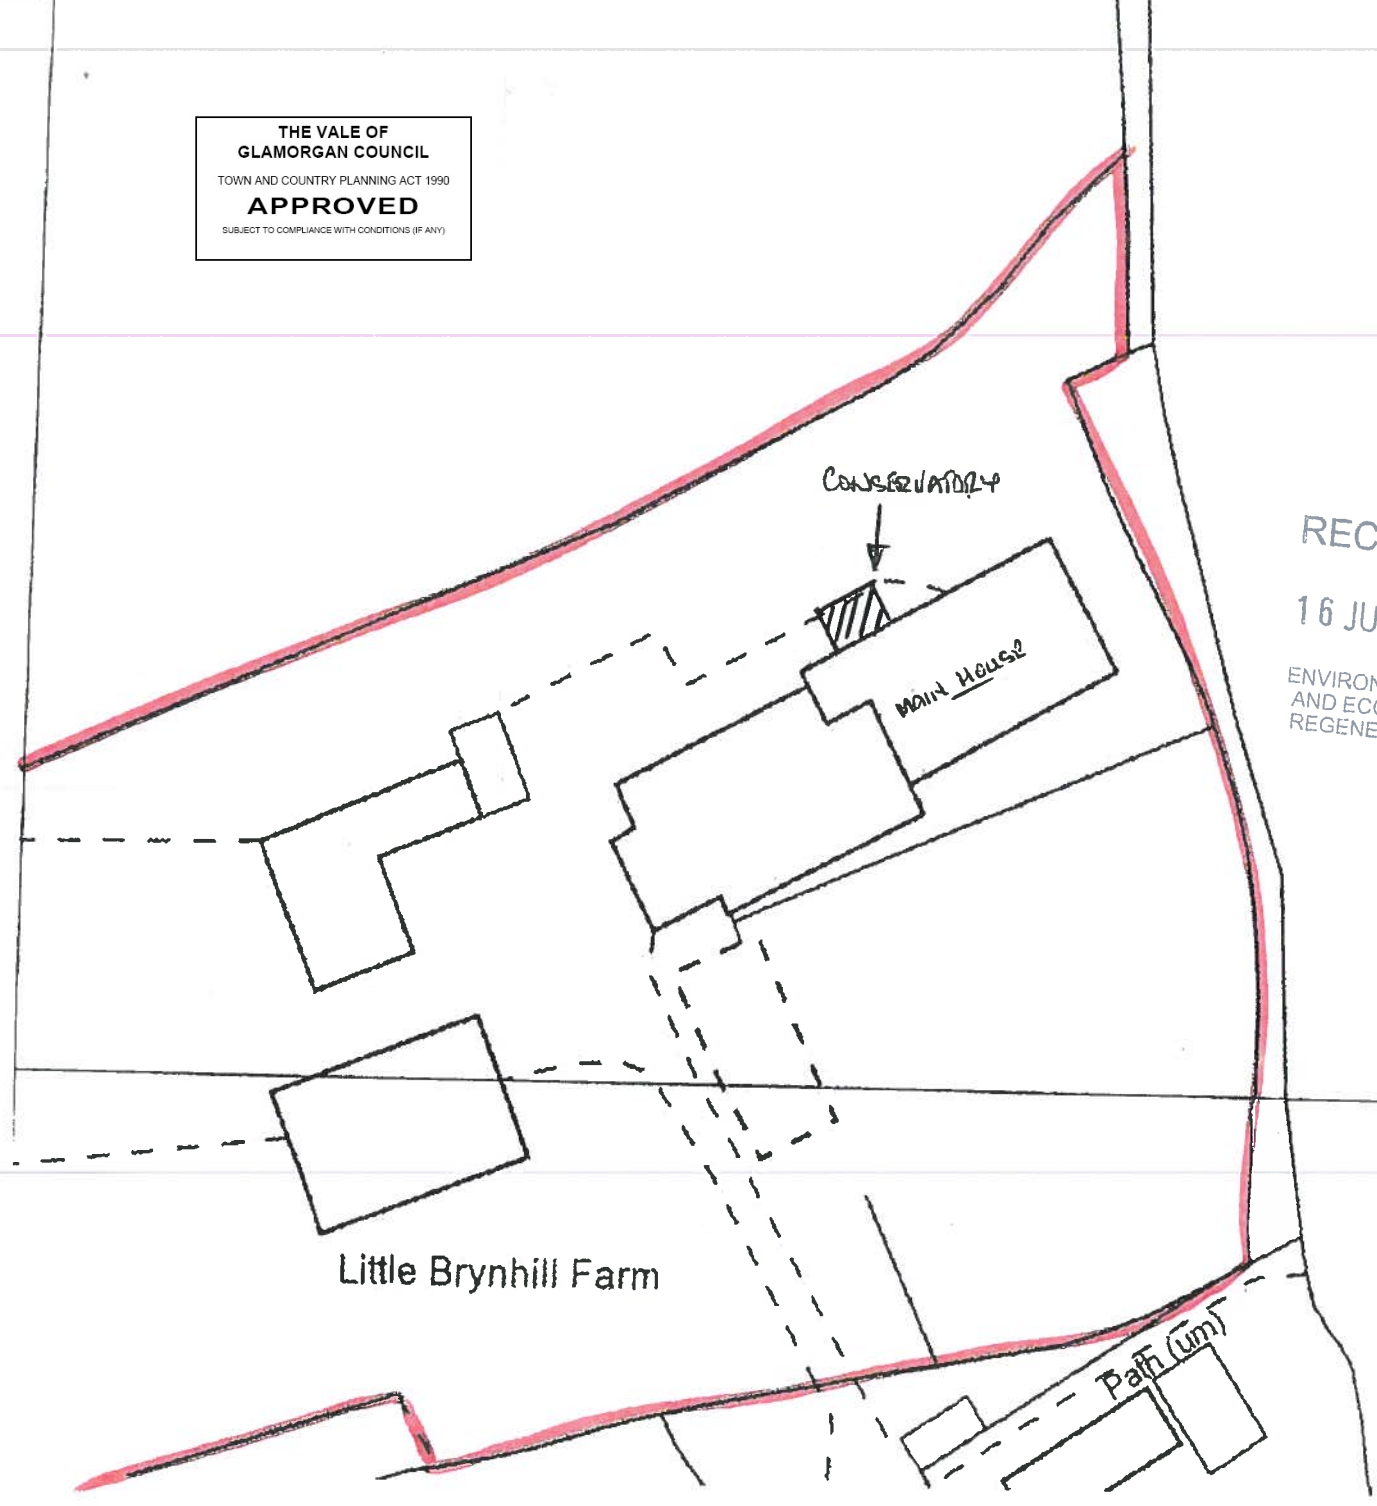 THE VALE OF
GLAMORGAN COUNCIL
TOWN AND COUNTRY PLANNING ACT 1990
APPROVED
SUBJECT TO COMPLIANCE WITH CONDITIONS (IF ANY)
CONSERVATORY
REC
16 JU
MAIN HOUSE
ENVIRON
AND ECO
REGENE
Little Brynhill Farm
Path (um)